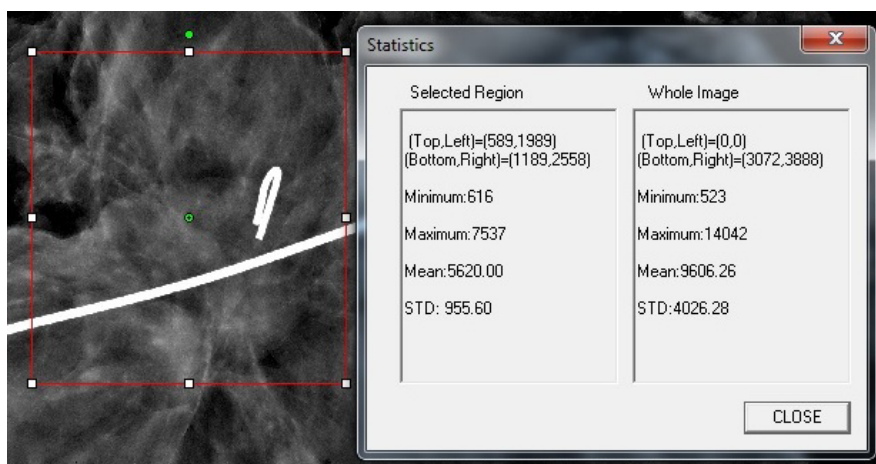 Statistics
Selected Region
Whole Image
(Top,Left)=(589,1989)
(Bottom,Right)=(1189,2558)
Minimum:616
Maximum:7537
Mean:5620.00
STD: 955.60
(Top,Left)=(0,0)
(Bottom,Right)=(3072,3888)
Minimum:523
Maximum:14042
Mean:9606.26
STD:4026.28
CLOSE